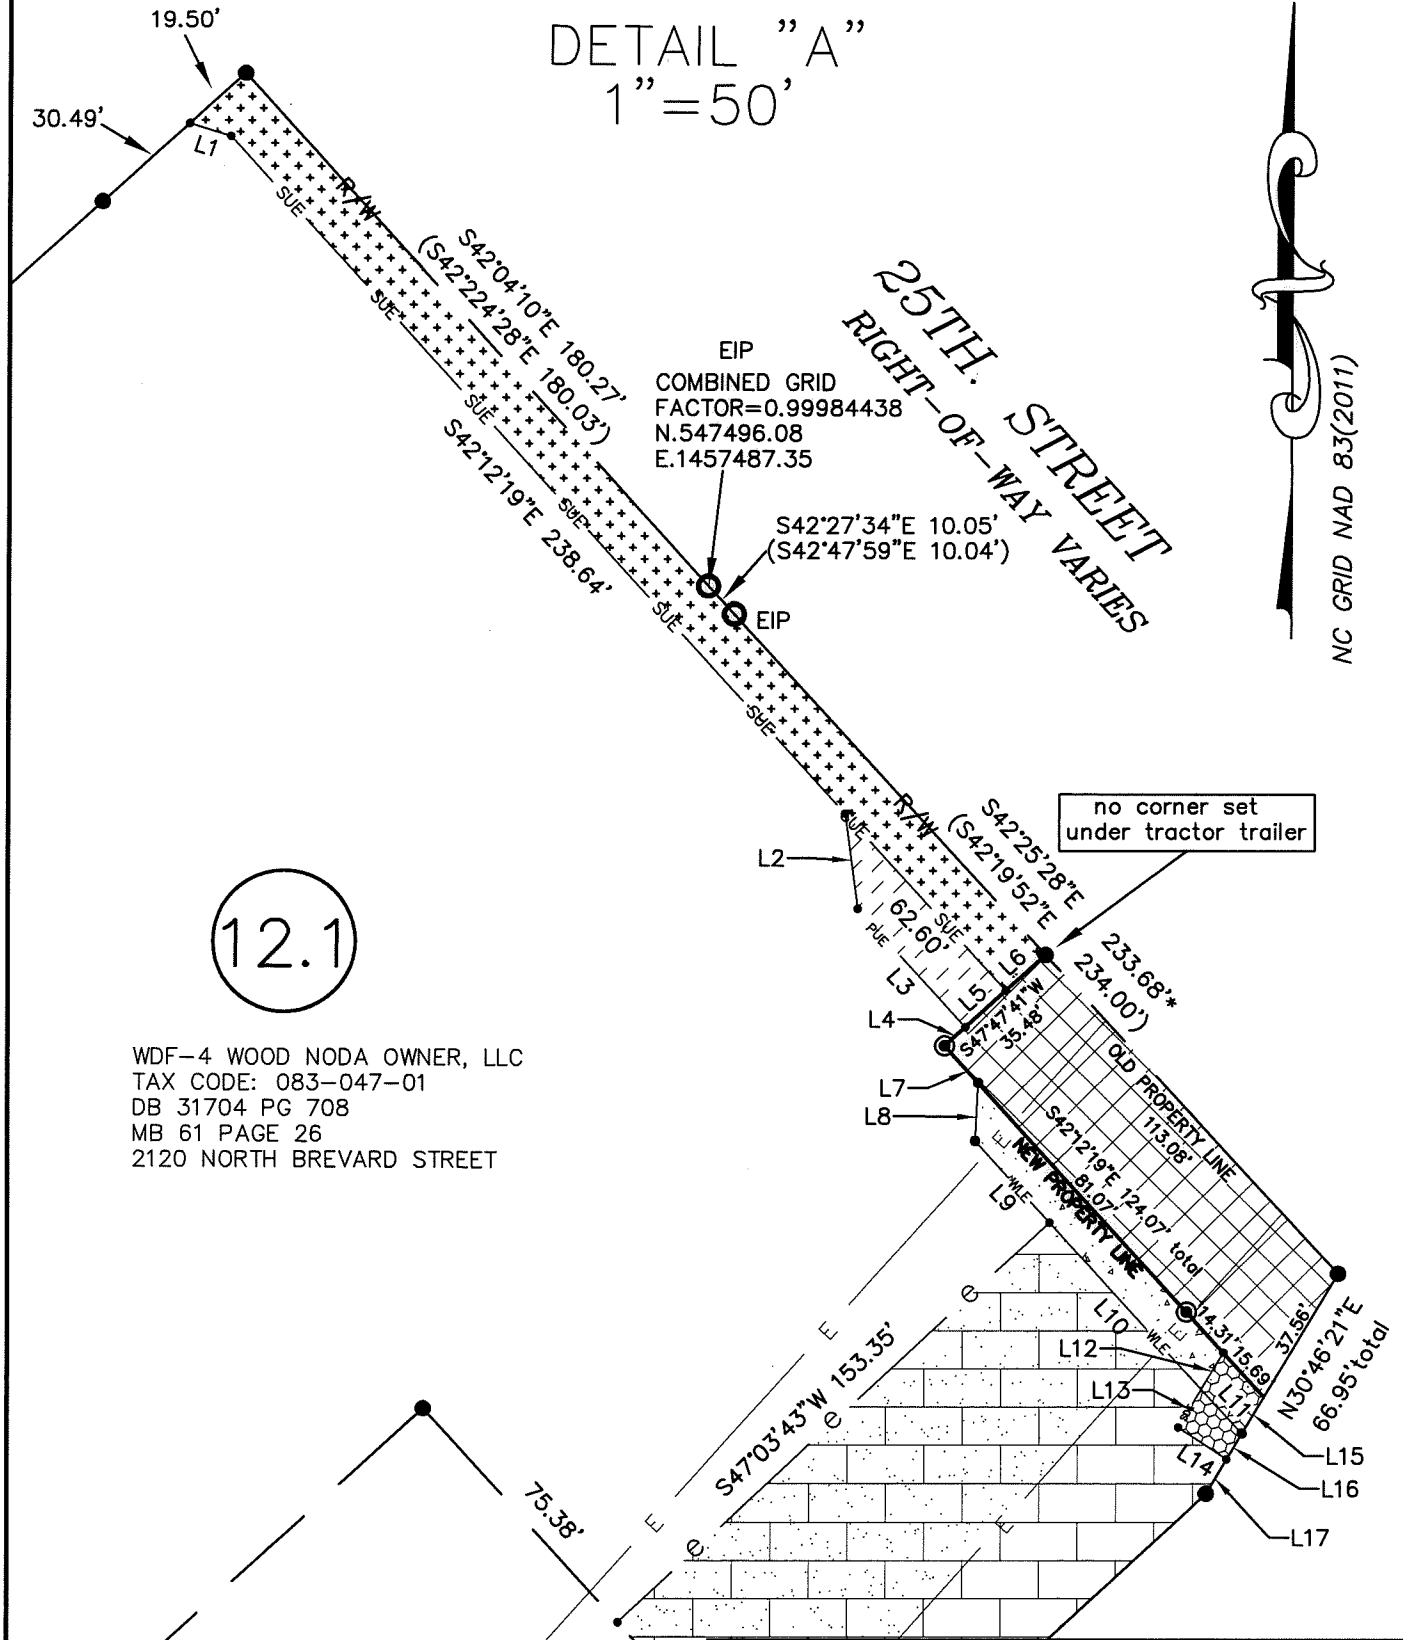 DETAIL "A"
1"=50'
19.50'
30.49'
L1
SUE
R/W
SUE
S42°04'10"E 180.27'
(S42°224'28"E 180.03')
SUE
S42°12'19"E 238.64'
SUE
SUE
SUE
EIP
COMBINED GRID
FACTOR=0.99984438
N.547496.08
E.1457487.35
S42°27'34"E 10.05'
(S42°47'59"E 10.04')
EIP
25TH. STREET
RIGHT-OF-WAY VARIES
NC GRID NAD 83(2011)
R/W
SUE
S42°25'28"E 233.68'*
(S42°19'52"E 234.00')
no corner set
under tractor trailer
L2
62.60'
SUE
PUE
L3
L5
L6
L4
S47°47'41"W
35.48'
L7
L8
OLD PROPERTY LINE
113.08'
S42°12'19"E 124.07' total
81.07'
NEW PROPERTY LINE
E
WLE
L9
L10
WLE
E
14.31'
15.69'
37.56'
N30°46'21"E
66.95'total
L12
L13
L11
L14
L15
L16
L17
12.1
WDF-4 WOOD NODA OWNER, LLC
TAX CODE: 083-047-01
DB 31704 PG 708
MB 61 PAGE 26
2120 NORTH BREVARD STREET
S47°03'43"W 153.35'
e
E
e
E
e
E
75.38'